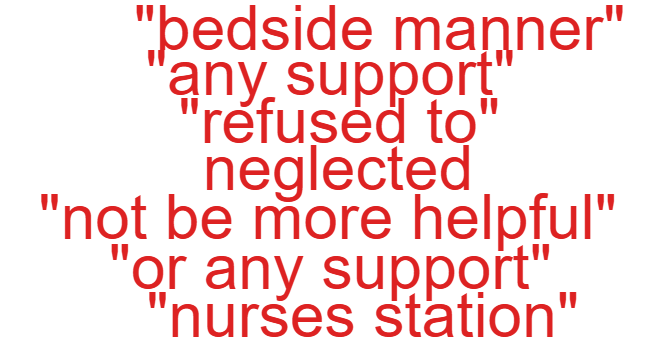 "bedside manner"
"any support"
"refused to"
neglected
"not be more helpful"
"or any support"
"nurses station"